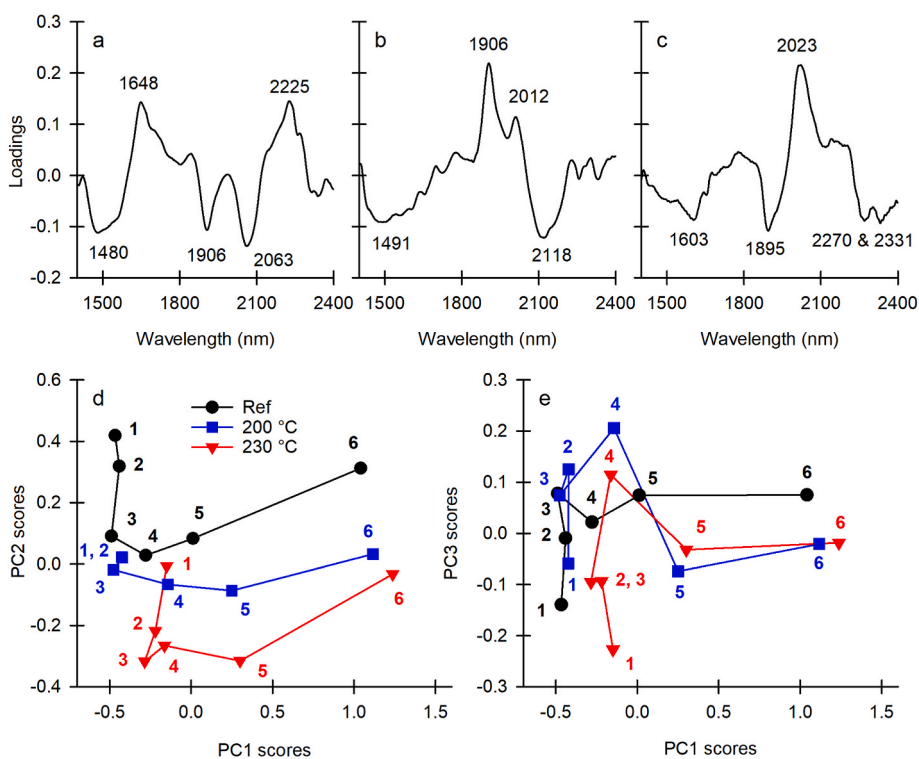 a
b
c
0.3
0.2
0.1
0.0
-0.1
-0.2
Loadings
1648
2225
1480
1906
2063
1906
2012
1491
2118
2023
1603
1895
2270 & 2331
1500 1800 2100 2400
1500 1800 2100 2400
1500 1800 2100 2400
Wavelength (nm)
Wavelength (nm)
Wavelength (nm)
d
0.6
0.4
0.2
0.0
-0.2
-0.4
PC2 scores
Ref
200 °C
230 °C
1
2
3
4
5
6
1, 2
3
4
5
6
1
2
3
4
5
6
-0.5 0.0 0.5 1.0 1.5
PC1 scores
e
0.3
0.2
0.1
0.0
-0.1
-0.2
-0.3
PC3 scores
4
2
3
1
5
6
3
4
5
6
2
1
4
5
6
2, 3
1
-0.5 0.0 0.5 1.0 1.5
PC1 scores